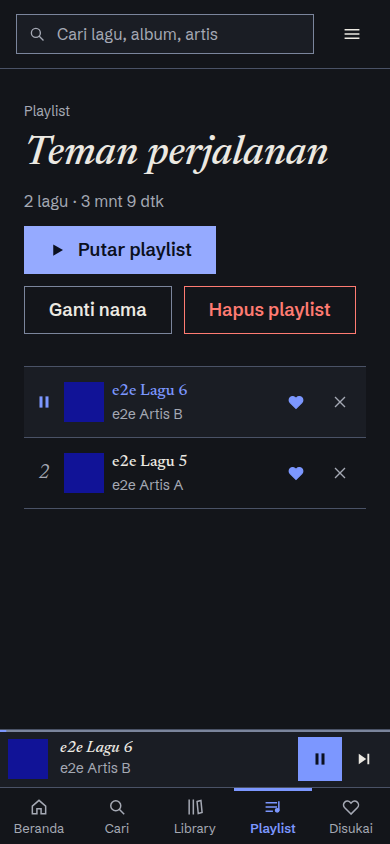 Cari lagu, album, artis
Playlist
Teman perjalanan
2 lagu · 3 mnt 9 dtk
Putar playlist
Ganti nama
Hapus playlist
e2e Lagu 6
e2e Artis B
2
e2e Lagu 5
e2e Artis A
e2e Lagu 6
e2e Artis B
Beranda
Cari
Library
Playlist
Disukai